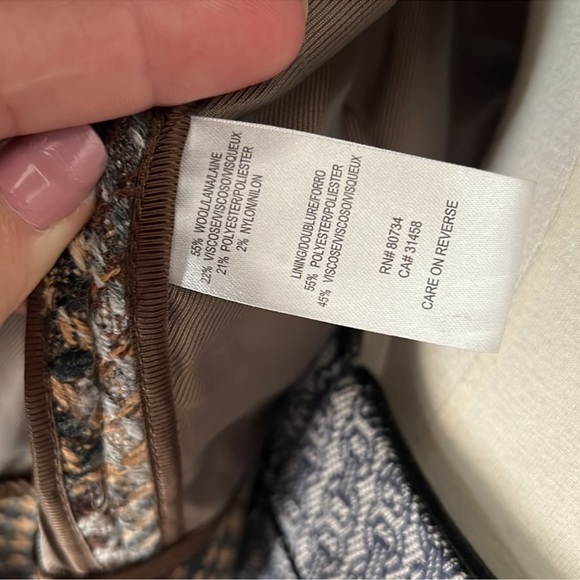 55% WOOL/LANA/LAINE
22% VISCOSE/VISCOSO/VISQUEUX
21% POLYESTER/POLIESTER
2% NYLON/NILON
LINING/DOUBLURE/FORRO
55% POLYESTER/POLIESTER
45% VISCOSE/VISCOSO/VISQUEUX
RN# 80734
CA# 31458
CARE ON REVERSE